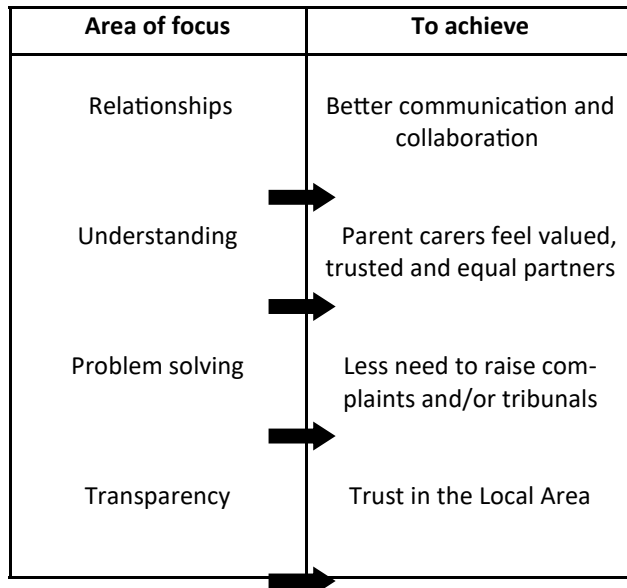 Area of focus
To achieve
Relationships
Better communication and
collaboration
Understanding
Parent carers feel valued,
trusted and equal partners
Problem solving
Less need to raise com-
plaints and/or tribunals
Transparency
Trust in the Local Area